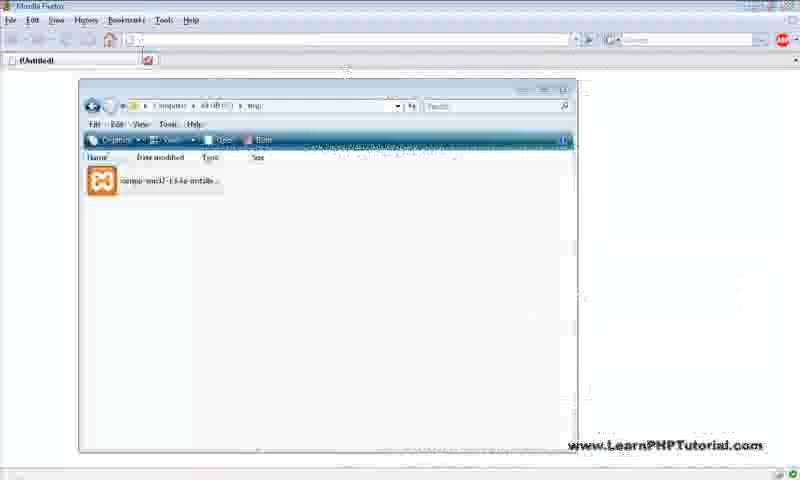 Mozilla Firefox
File Edit View History Bookmarks Tools Help
(Untitled)
Computer tmp
File Edit View Tools Help
Organize Views Open Burn
Name Date modified Type Size
www.LearnPHPTutorial.com